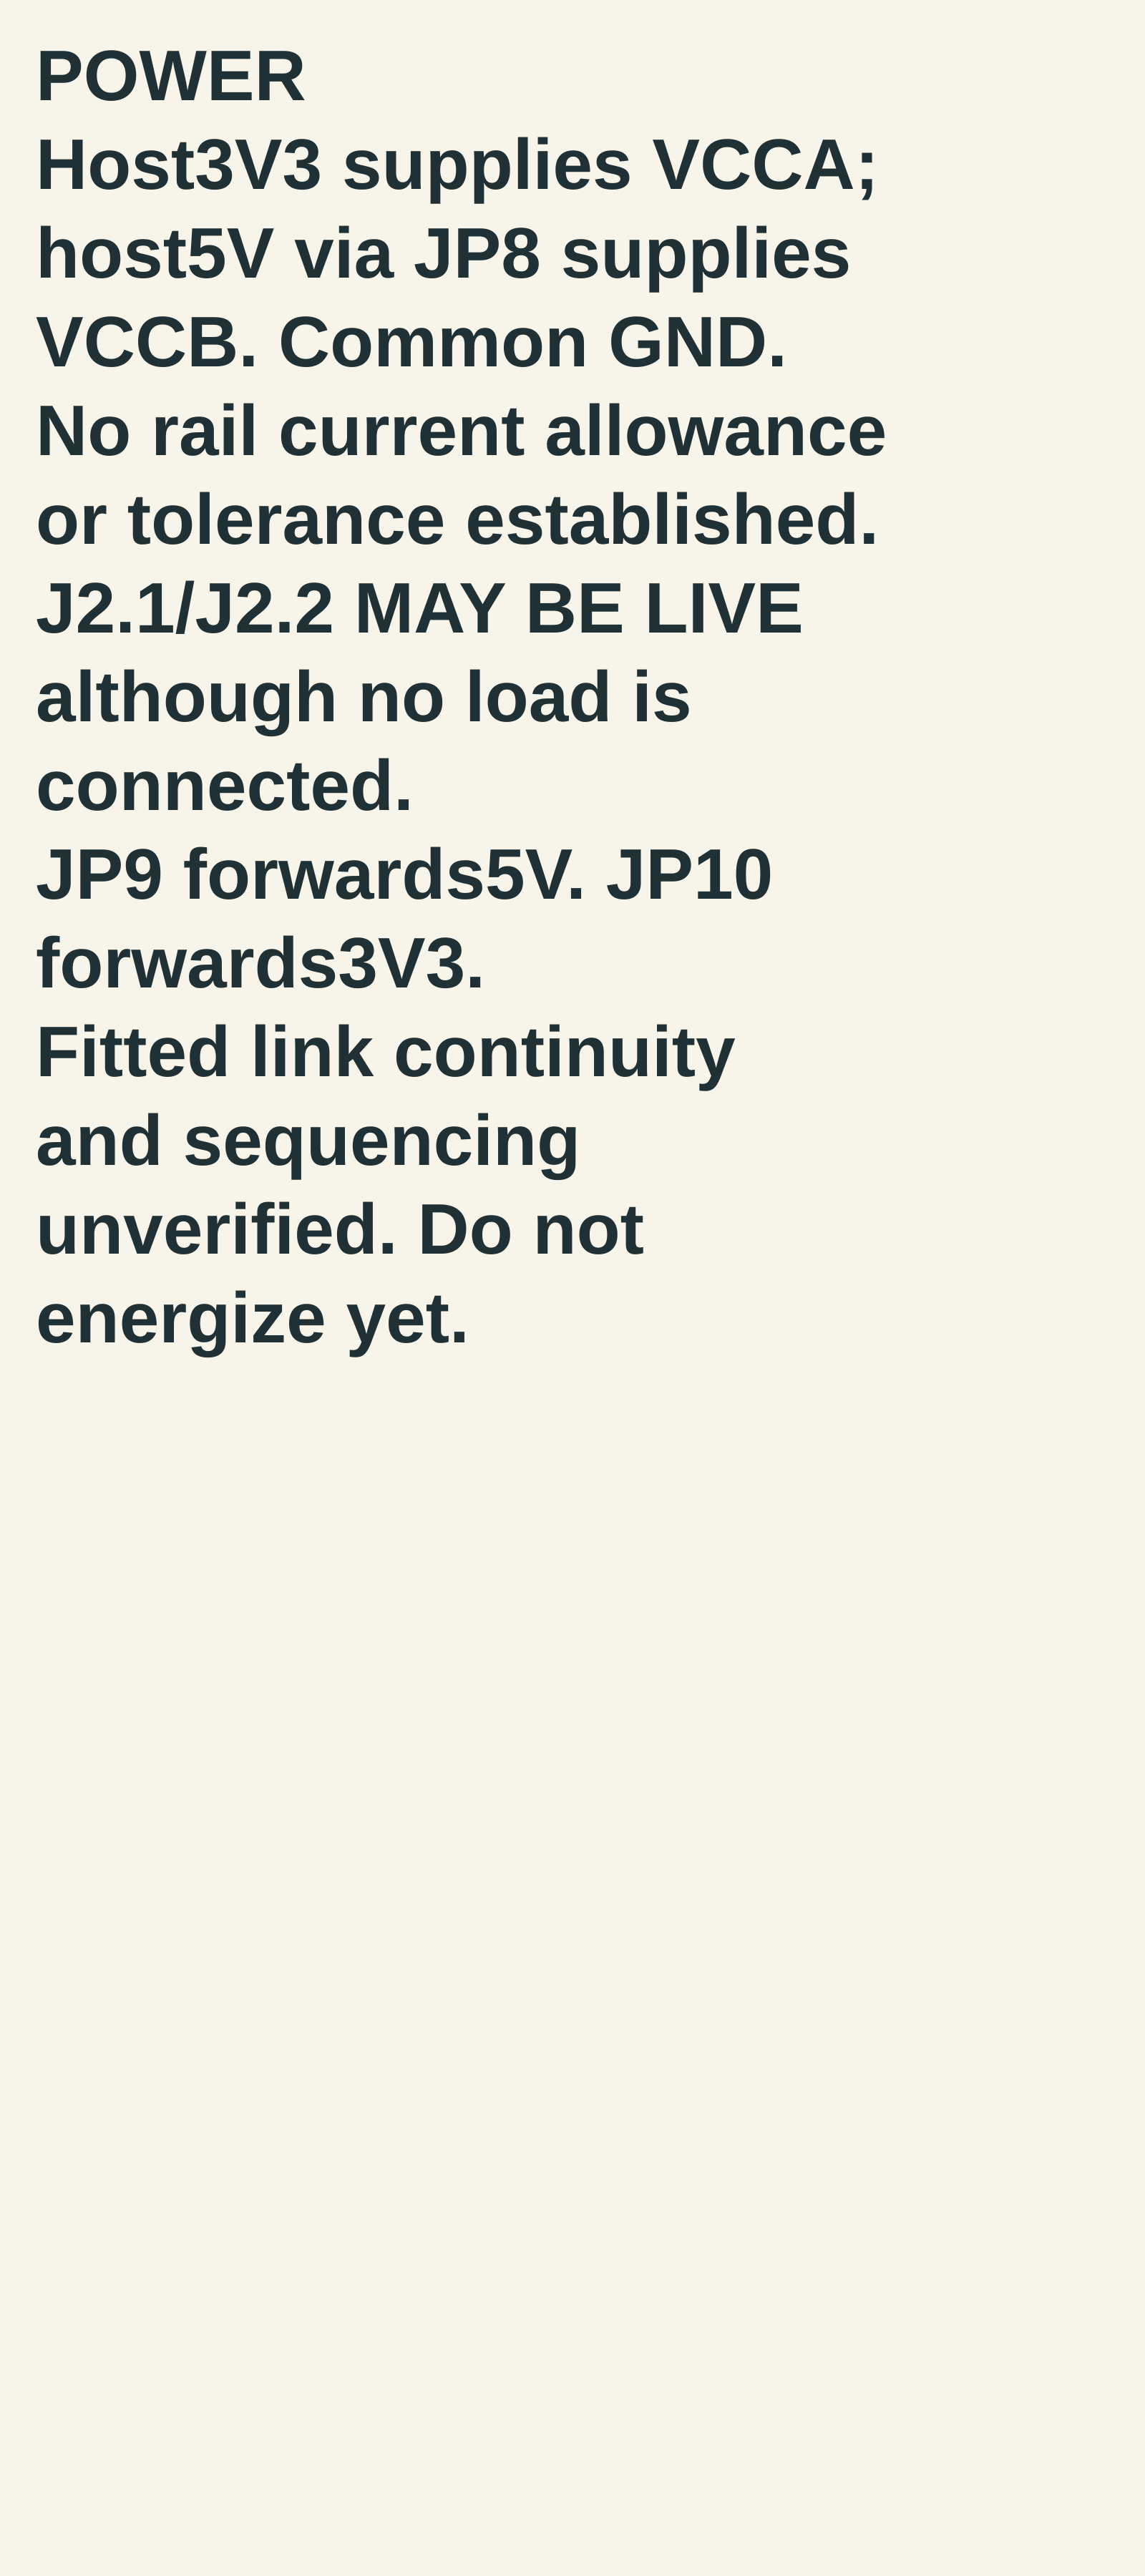 POWER
Host3V3 supplies VCCA;
host5V via JP8 supplies
VCCB. Common GND.
No rail current allowance
or tolerance established.
J2.1/J2.2 MAY BE LIVE
although no load is
connected.
JP9 forwards5V. JP10
forwards3V3.
Fitted link continuity
and sequencing
unverified. Do not
energize yet.